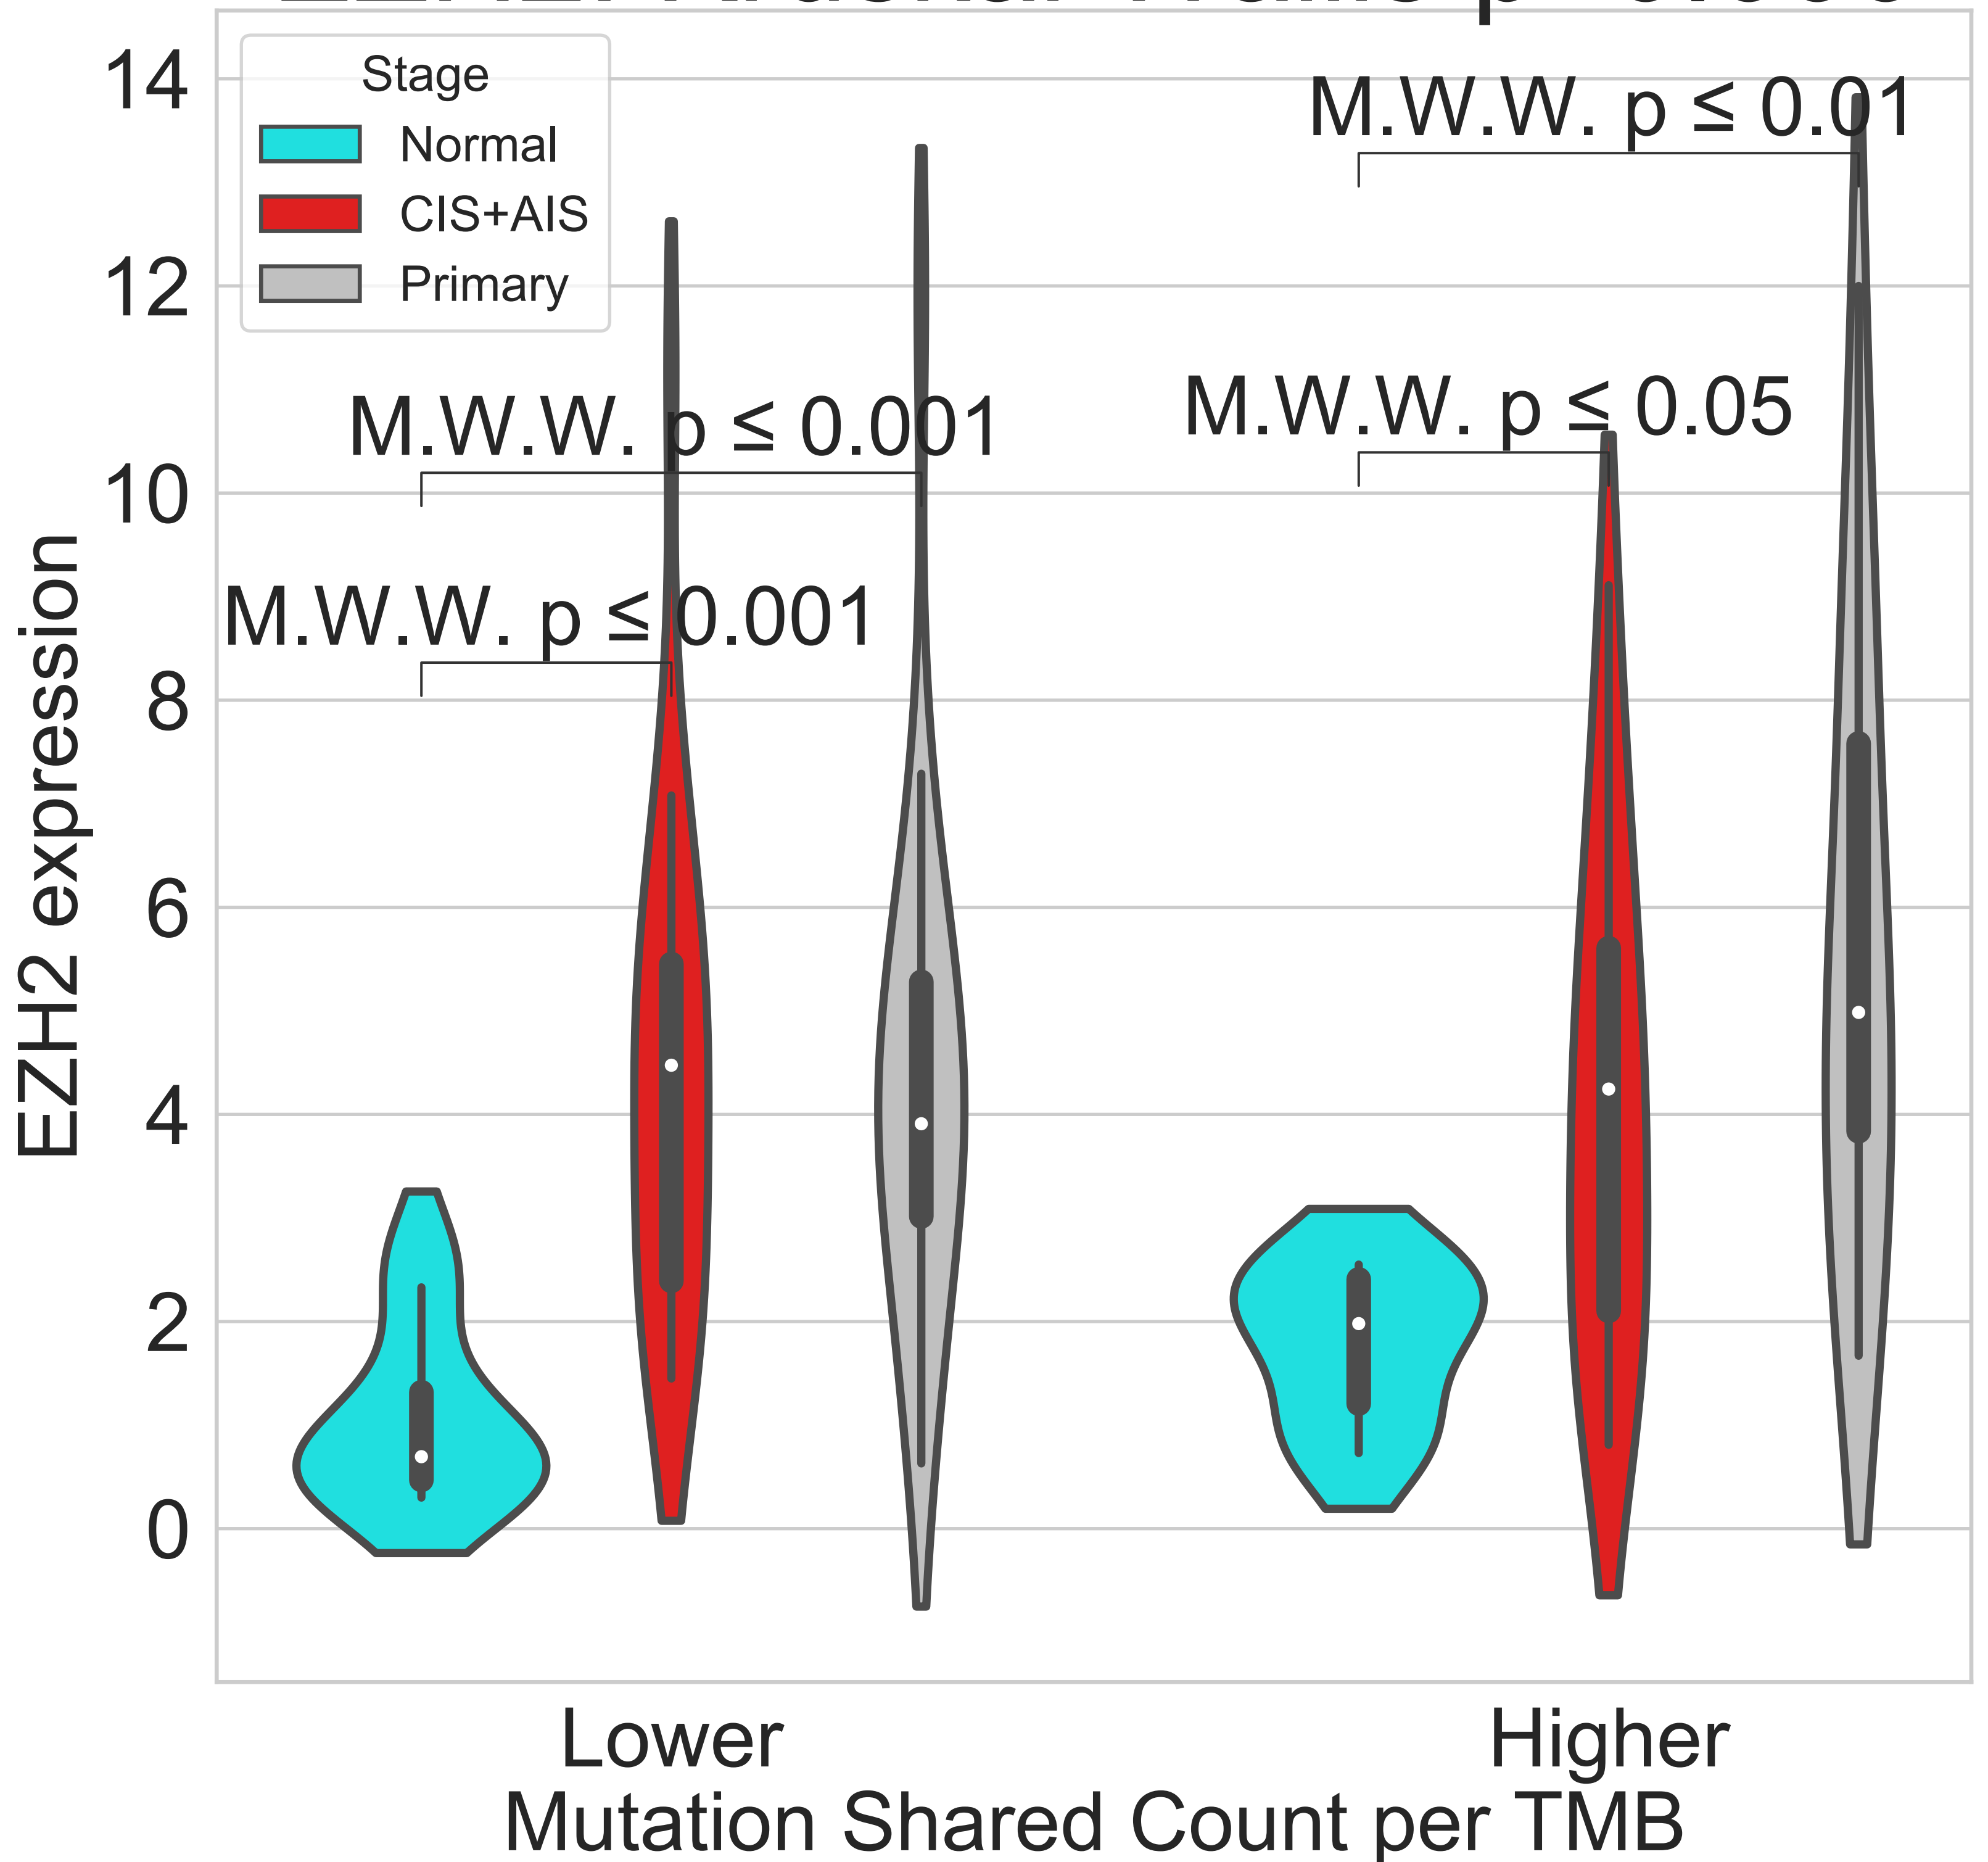 Stage
Normal
CIS+AIS
Primary
M.W.W. p ≤ 0.01
M.W.W. p ≤ 0.05
M.W.W. p ≤ 0.001
M.W.W. p ≤ 0.001
14
12
10
8
6
4
2
0
EZH2 expression
Lower
Higher
Mutation Shared Count per TMB